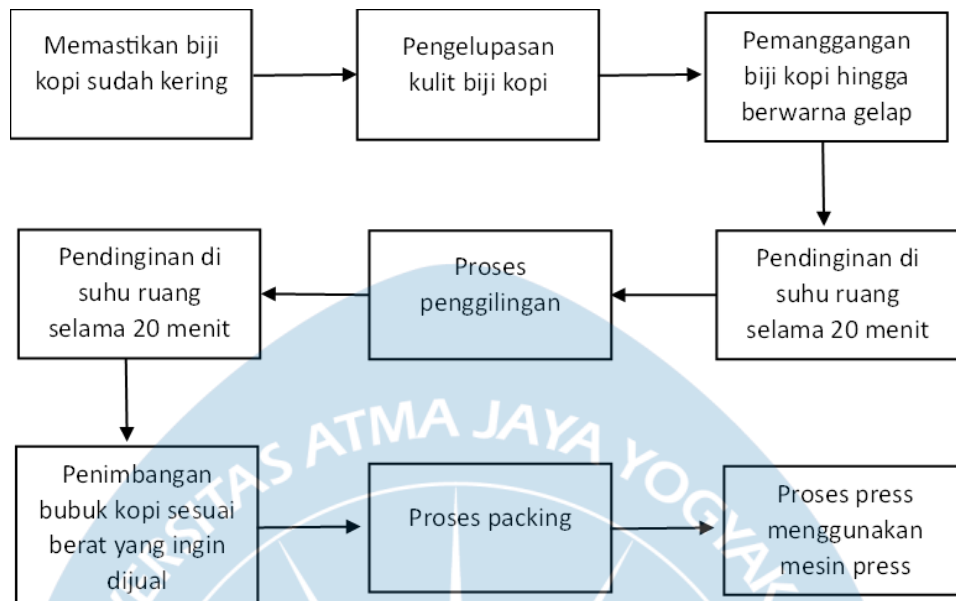 Memastikan biji
kopi sudah kering
Pengelupasan
kulit biji kopi
Pemanggangan
biji kopi hingga
berwarna gelap
Pendinginan di
suhu ruang
selama 20 menit
Proses
penggilingan
Pendinginan di
suhu ruang
selama 20 menit
Penimbangan
bubuk kopi sesuai
berat yang ingin
dijual
Proses packing
Proses press
menggunakan
mesin press
ATMA JAYA